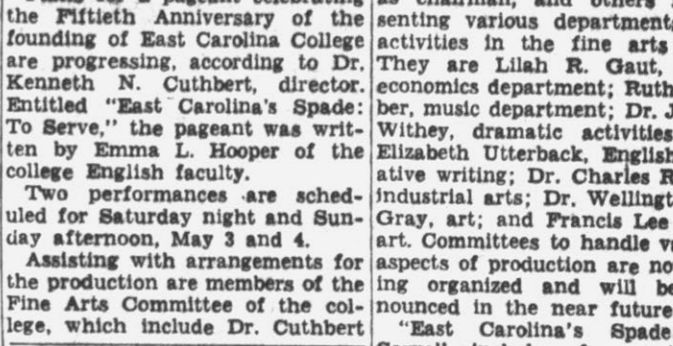 the Fiftieth Anniversary of the
founding of East Carolina College
are progressing, according to Dr.
Kenneth N. Cuthbert, director.
Entitled "East Carolina's Spade:
To Serve," the pageant was writ-
ten by Emma L. Hooper of the
college English faculty.
Two performances are sched-
uled for Saturday night and Sun-
day afternoon, May 3 and 4.
Assisting with arrangements for
the production are members of the
Fine Arts Committee of the col-
lege, which include Dr. Cuthbert
as chairman, and others
senting various department
activities in the fine arts
They are Lilah R. Gaut,
economics department; Ruth
ber, music department; Dr. J
Withey, dramatic activities
Elizabeth Utterback, English
ative writing; Dr. Charles R
industrial arts; Dr. Wellingt
Gray, art; and Francis Lee
art. Committees to handle v
aspects of production are no
ing organized and will be
nounced in the near future
"East Carolina's Spade